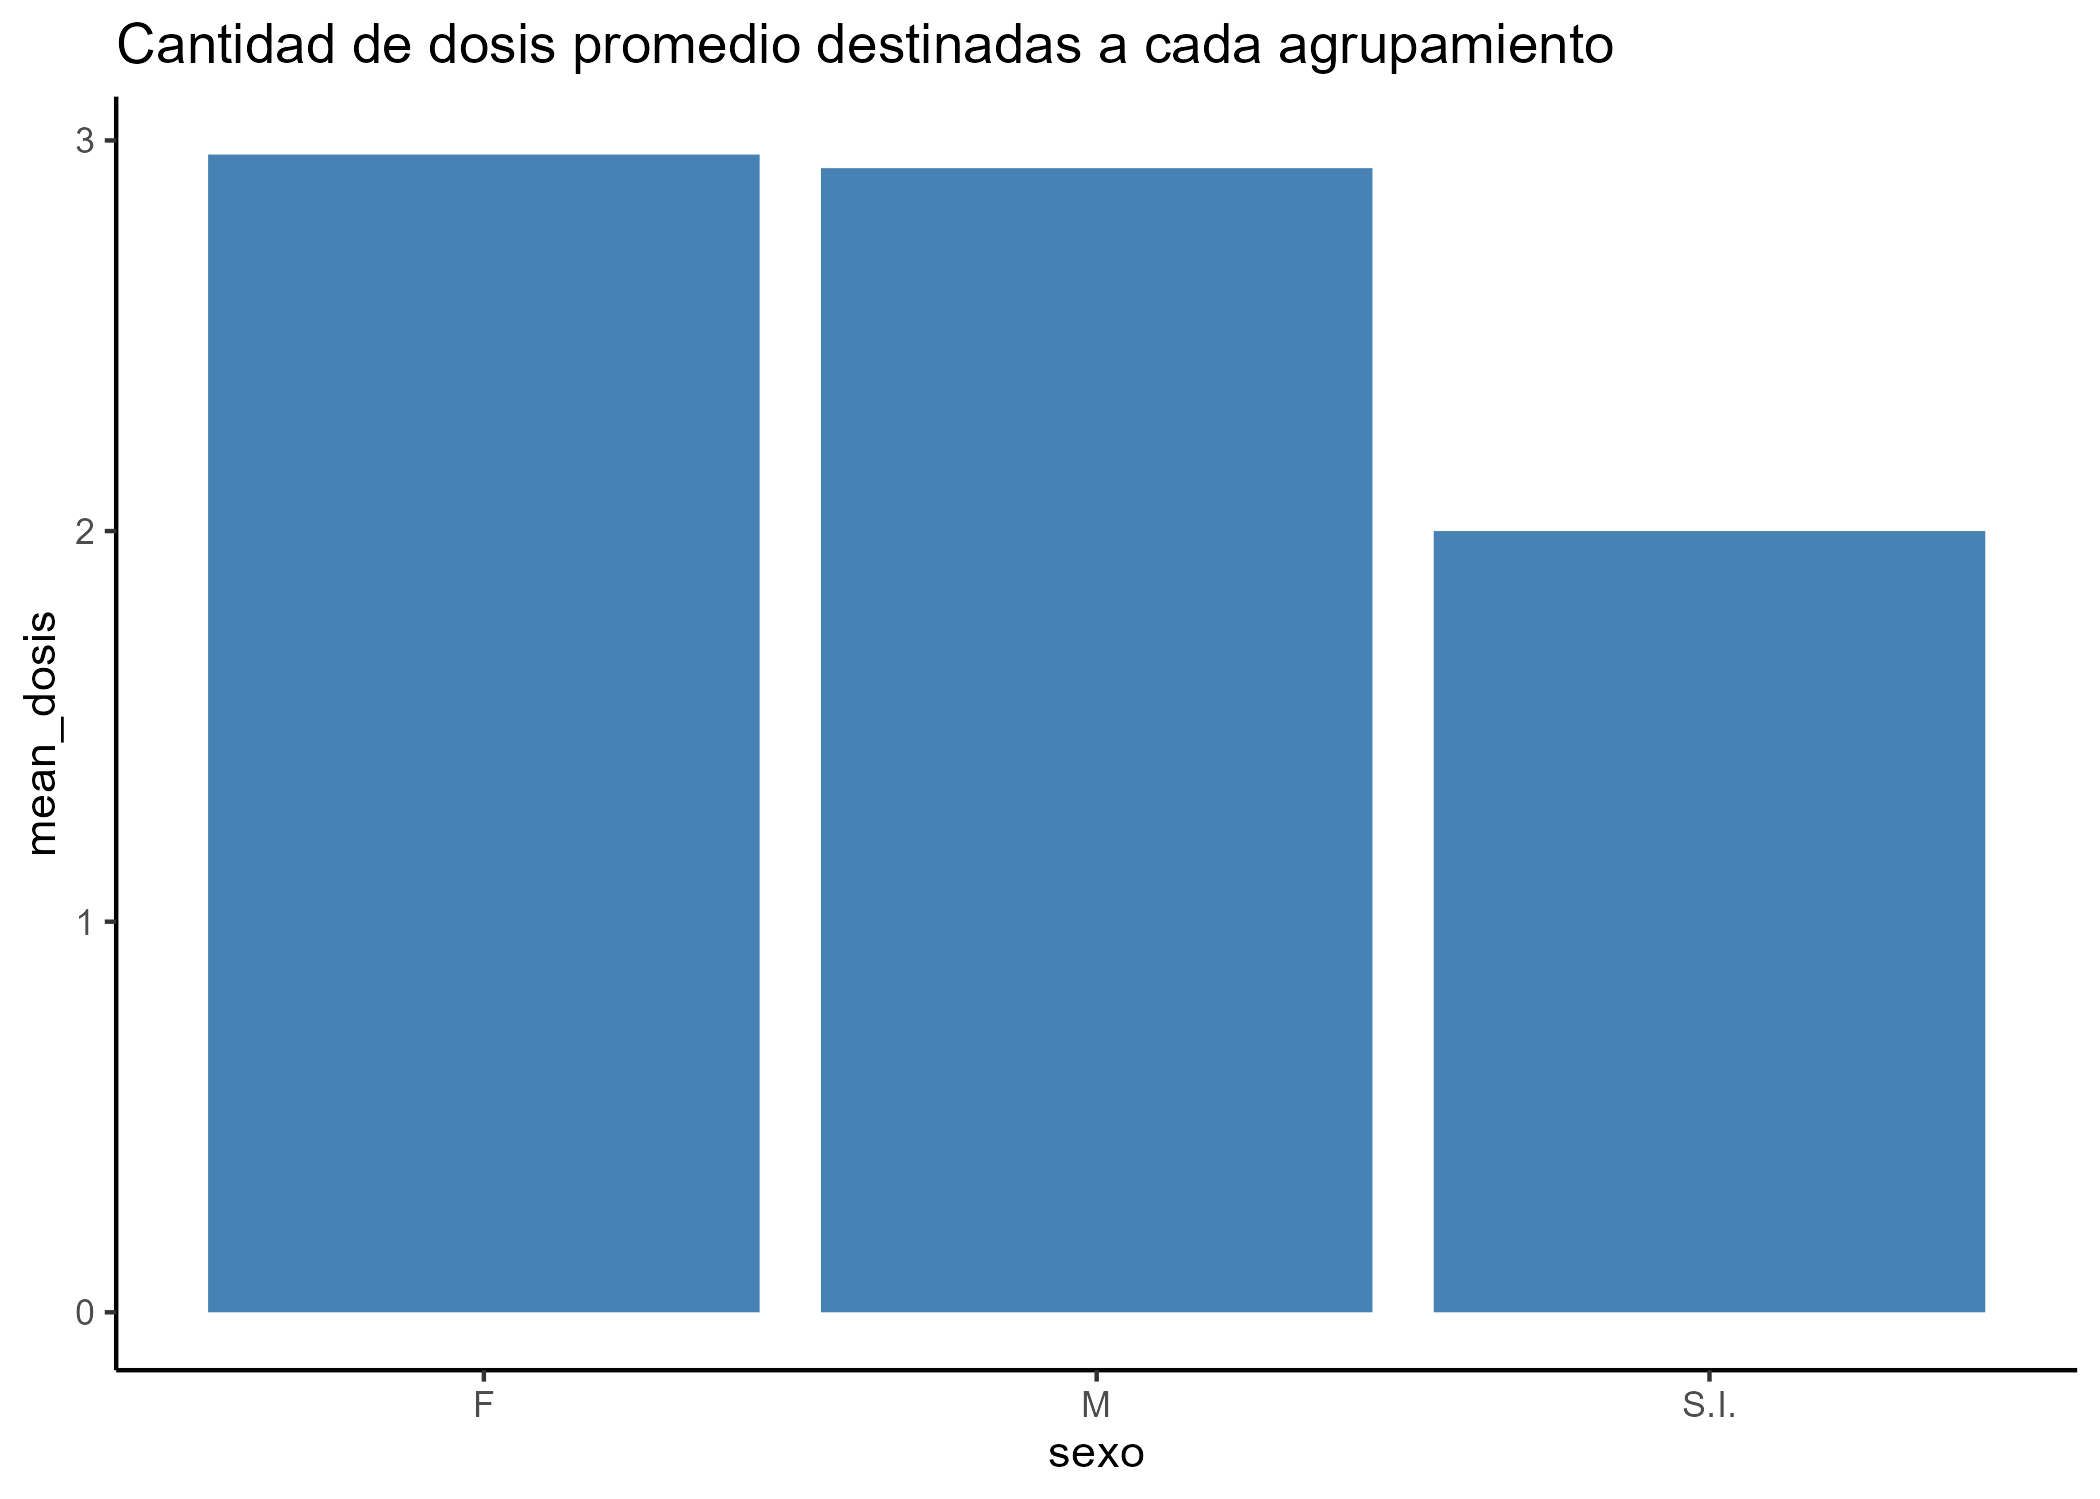 Cantidad de dosis promedio destinadas a cada agrupamiento
3
2
1
0
mean_dosis
F M S.I.
sexo